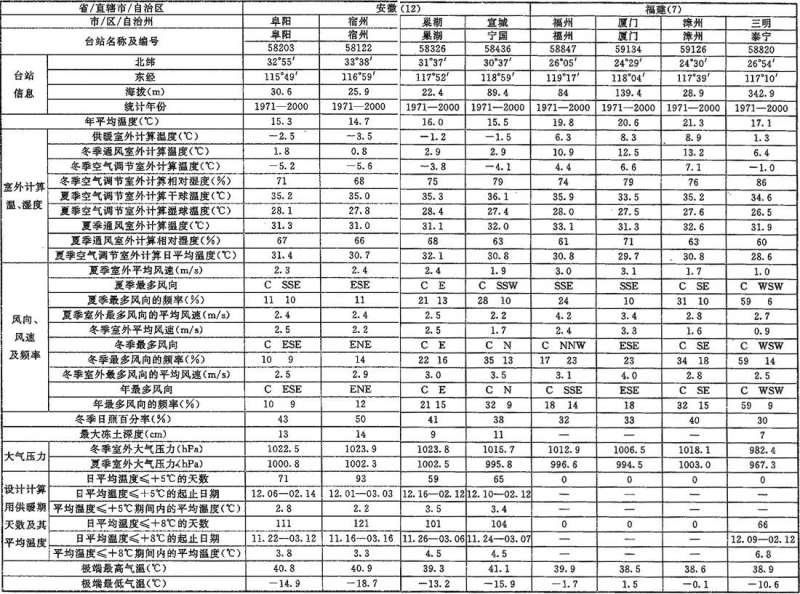 省/直辖市/自治区 安徽(12) 福建(7)
市/区/自治州 阜阳 宿州 巢湖 宣城 福州 厦门 漳州 三明
台站名称及编号 阜阳 宿州 巢湖 宁国 福州 厦门 漳州 泰宁
58203 58122 58326 58436 58847 59134 59126 58820
台站信息 北纬 32°55′ 33°38′ 31°37′ 30°37′ 26°05′ 24°29′ 24°30′ 26°54′
东经 115°49′ 116°59′ 117°52′ 118°59′ 119°17′ 118°04′ 117°39′ 117°10′
海拔(m) 30.6 25.9 22.4 89.4 84 139.4 28.9 342.9
统计年份 1971—2000 1971—2000 1971—2000 1971—2000 1971—2000 1971—2000 1971—2000 1971—2000
年平均温度(℃) 15.3 14.7 16.0 15.5 19.8 20.6 21.3 17.1
室外计算温、湿度 供暖室外计算温度(℃) −2.5 −3.5 −1.2 −1.5 6.3 8.3 8.9 1.3
冬季通风室外计算温度(℃) 1.8 0.8 2.9 2.9 10.9 12.5 13.2 6.4
冬季空气调节室外计算温度(℃) −5.2 −5.6 −3.8 −4.1 4.4 6.6 7.1 −1.0
冬季空气调节室外计算相对湿度(%) 71 68 75 79 74 79 76 86
夏季空气调节室外计算干球温度(℃) 35.2 35.0 35.3 36.1 35.9 33.5 35.2 34.6
夏季空气调节室外计算湿球温度(℃) 28.1 27.8 28.4 27.4 28.0 27.5 27.6 26.5
夏季通风室外计算温度(℃) 31.3 31.0 31.1 32.0 33.1 31.3 32.6 31.9
夏季通风室外计算相对湿度(%) 67 66 68 63 61 71 63 60
夏季空气调节室外计算日平均温度(℃) 31.4 30.7 32.1 30.8 30.8 29.7 30.8 28.6
风向、风速及频率 夏季室外平均风速(m/s) 2.3 2.4 2.4 1.9 3.0 3.1 1.7 1.0
夏季最多风向 C SSE ESE C E C SSW SSE SSE C SE C WSW
夏季最多风向的频率(%) 11 10 11 21 13 28 10 24 10 31 10 59 6
夏季室外最多风向的平均风速(m/s) 2.4 2.4 2.5 2.2 4.2 3.4 2.8 2.7
冬季室外平均风速(m/s) 2.5 2.2 2.5 1.7 2.4 3.3 1.6 0.9
冬季最多风向 C ESE ENE C E C N C NNW ESE C SE C WSW
冬季最多风向的频率(%) 10 9 14 22 16 35 13 17 23 23 34 18 59 14
冬季室外最多风向的平均风速(m/s) 2.5 2.9 3.0 3.5 3.1 4.0 2.8 2.5
年最多风向 C ESE ENE C E C N C SSE ESE C SE C WSW
年最多风向的频率(%) 10 9 12 21 15 32 9 18 14 18 32 15 59 9
冬季日照百分率(%) 43 50 41 38 32 33 40 30
最大冻土深度(cm) 13 14 9 11 — — — 7
大气压力 冬季室外大气压力(hPa) 1022.5 1023.9 1023.8 1015.7 1012.9 1006.5 1018.1 982.4
夏季室外大气压力(hPa) 1000.8 1002.3 1002.5 995.8 996.6 994.5 1003.0 967.3
设计计算用供暖期天数及其平均温度 日平均温度≤+5℃的天数 71 93 59 65 0 0 0 0
日平均温度≤+5℃的起止日期 12.06—02.14 12.01—03.03 12.16—02.12 12.10—02.12 — — — —
平均温度≤+5℃期间内的平均温度(℃) 2.8 2.2 3.5 3.4 — — — —
日平均温度≤+8℃的天数 111 121 101 104 0 0 0 66
日平均温度≤+8℃的起止日期 11.22—03.12 11.16—03.16 11.26—03.06 11.24—03.07 — — — 12.09—02.12
平均温度≤+8℃期间内的平均温度(℃) 3.8 3.3 4.5 4.5 — — — 6.8
极端最高气温(℃) 40.8 40.9 39.3 41.1 39.9 38.5 38.6 38.9
极端最低气温(℃) −14.9 −18.7 −13.2 −15.9 −1.7 1.5 −0.1 −10.6